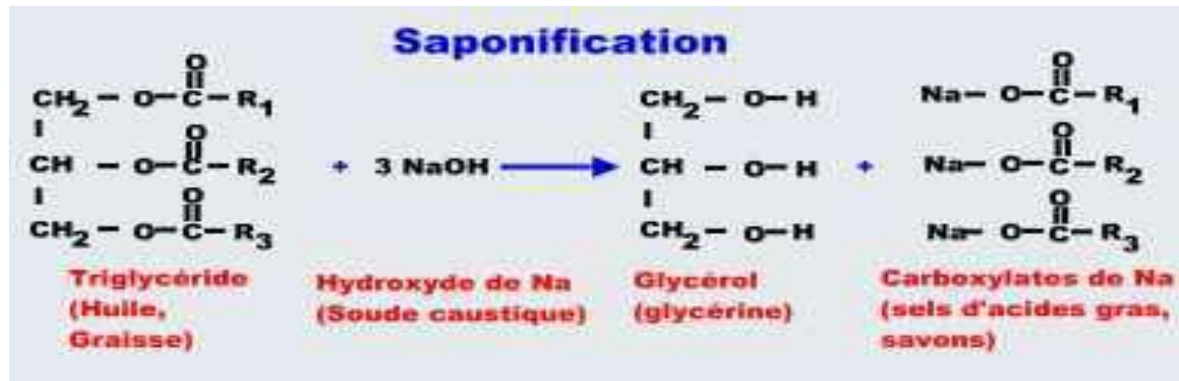 Saponification
O O
CH2 – O–C–R1 CH2– O–H Na– O–C–R1
CH – O–C–R2 + 3 NaOH CH – O–H + Na– O–C–R2
CH2 – O–C–R3 CH2– O–H Na– O–C–R3
Triglycéride Hydroxyde de Na Glycérol Carboxylates de Na
(Huile, (Soude caustique) (glycérine) (sels d'acides gras,
Graisse) savons)